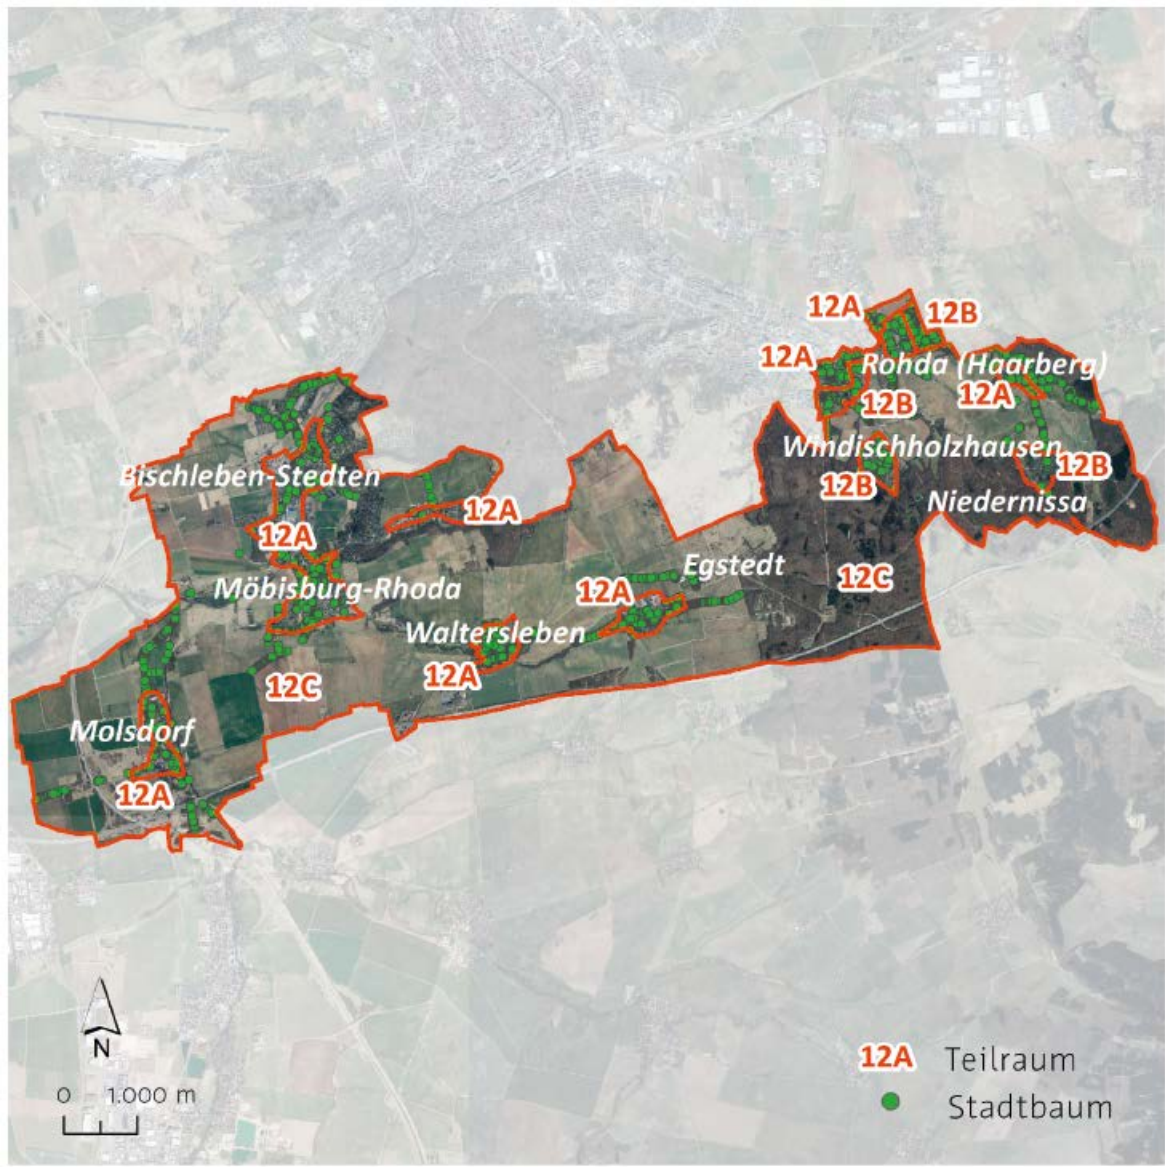 12A
12B
12A
Rohda (Haarberg)
12A
12B
Windischholzhausen
12B
12B
Bischleben-Stedten
Niedernissa
12A
12A
Egstedt
12C
Möbisburg-Rhoda
12A
Waltersleben
12A
12C
Molsdorf
12A
N
0 1.000 m
12A Teilraum
Stadtbaum